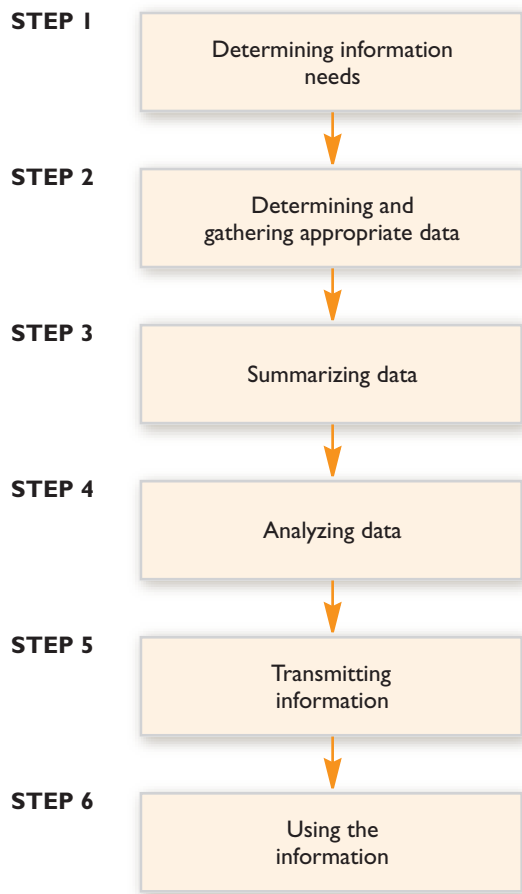 STEP 1
Determining information
needs
STEP 2
Determining and
gathering appropriate data
STEP 3
Summarizing data
STEP 4
Analyzing data
STEP 5
Transmitting
information
STEP 6
Using the
information